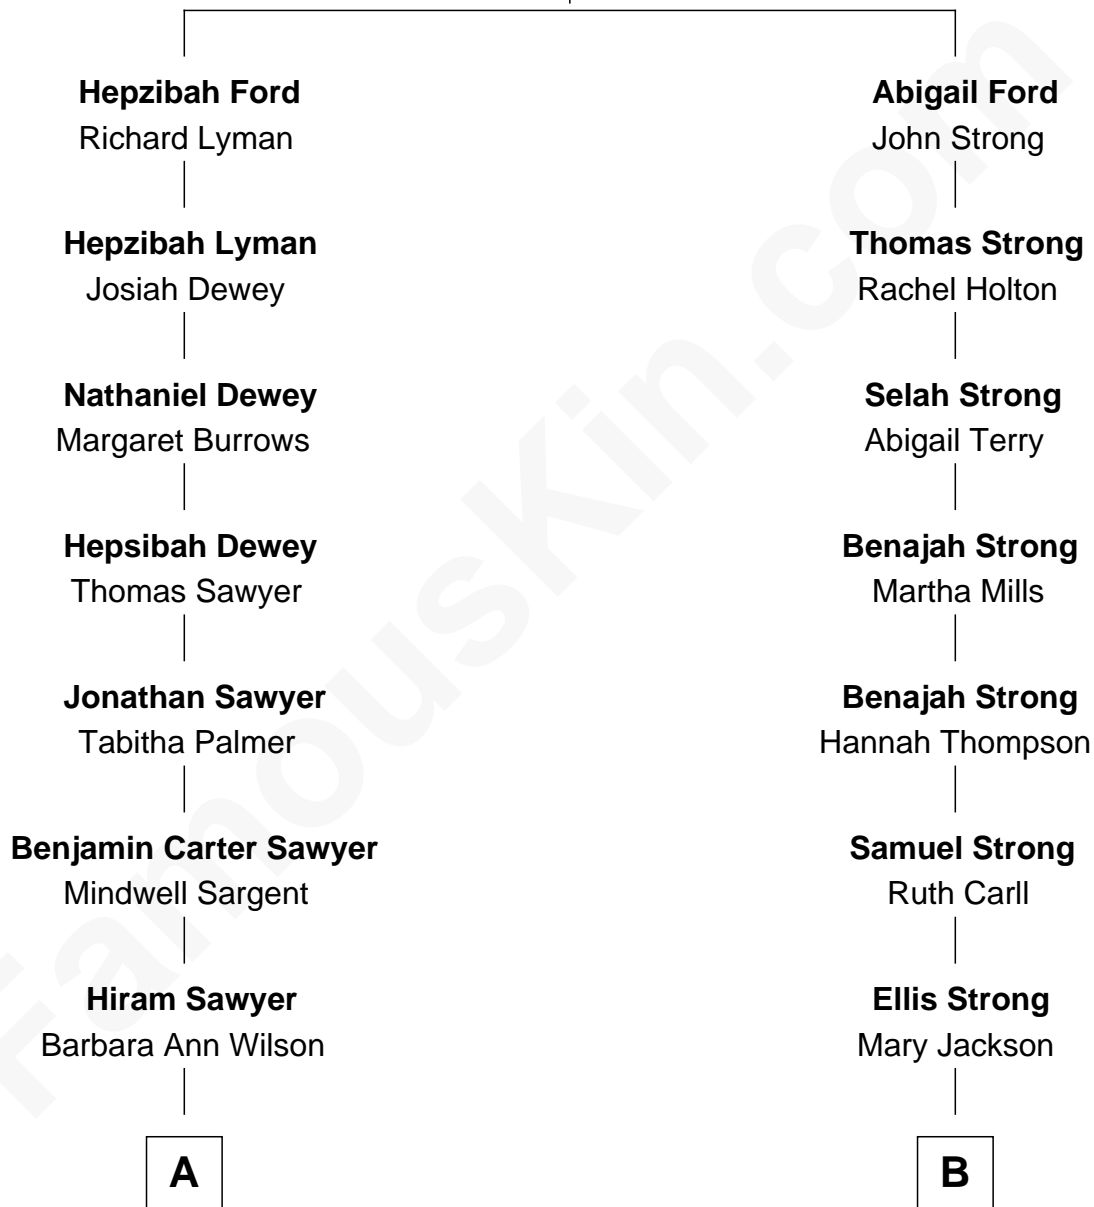 Hepzibah Ford
Richard Lyman
Hepzibah Lyman
Josiah Dewey
Nathaniel Dewey
Margaret Burrows
Hepsibah Dewey
Thomas Sawyer
Jonathan Sawyer
Tabitha Palmer
Benjamin Carter Sawyer
Mindwell Sargent
Hiram Sawyer
Barbara Ann Wilson
A
Abigail Ford
John Strong
Thomas Strong
Rachel Holton
Selah Strong
Abigail Terry
Benajah Strong
Martha Mills
Benajah Strong
Hannah Thompson
Samuel Strong
Ruth Carll
Ellis Strong
Mary Jackson
B
FamousKin.com